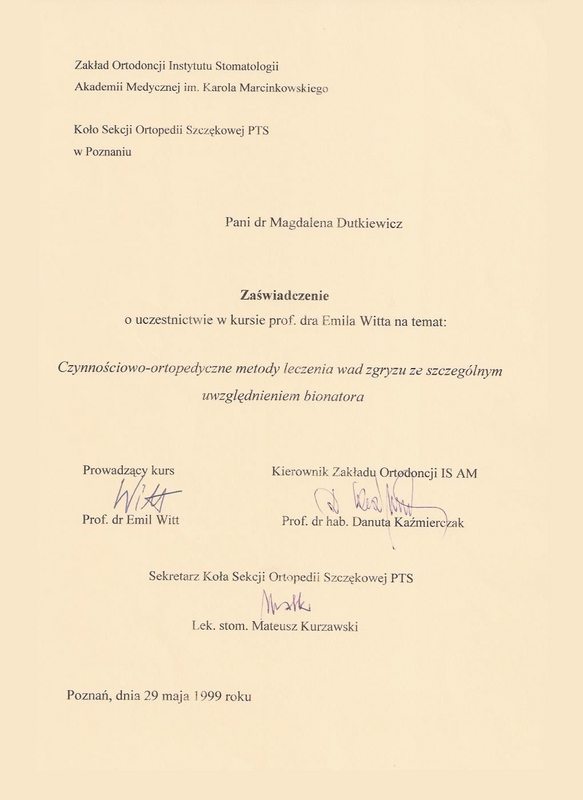 Zakład Ortodoncji Instytutu Stomatologii
Akademii Medycznej im. Karola Marcinkowskiego
Koło Sekcji Ortopedii Szczękowej PTS
w Poznaniu
Pani dr Magdalena Dutkiewicz
Zaświadczenie
o uczestnictwie w kursie prof. dra Emila Witta na temat:
Czynnościowo-ortopedyczne metody leczenia wad zgryzu ze szczególnym
uwzględnieniem bionatora
Prowadzący kurs
Witt
Prof. dr Emil Witt
Kierownik Zakładu Ortodoncji IS AM
Prof. dr hab. Danuta Kaźmierczak
Sekretarz Koła Sekcji Ortopedii Szczękowej PTS
Lek. stom. Mateusz Kurzawski
Poznań, dnia 29 maja 1999 roku